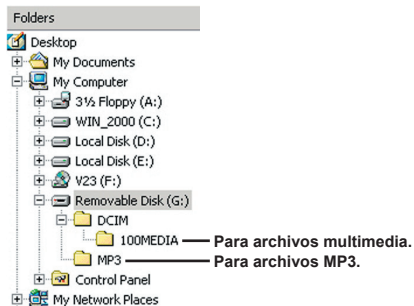 Folders
Desktop
My Documents
My Computer
3½ Floppy (A:)
WIN_2000 (C:)
Local Disk (D:)
Local Disk (E:)
V23 (F:)
Removable Disk (G:)
DCIM
100MEDIA Para archivos multimedia.
MP3 Para archivos MP3.
Control Panel
My Network Places